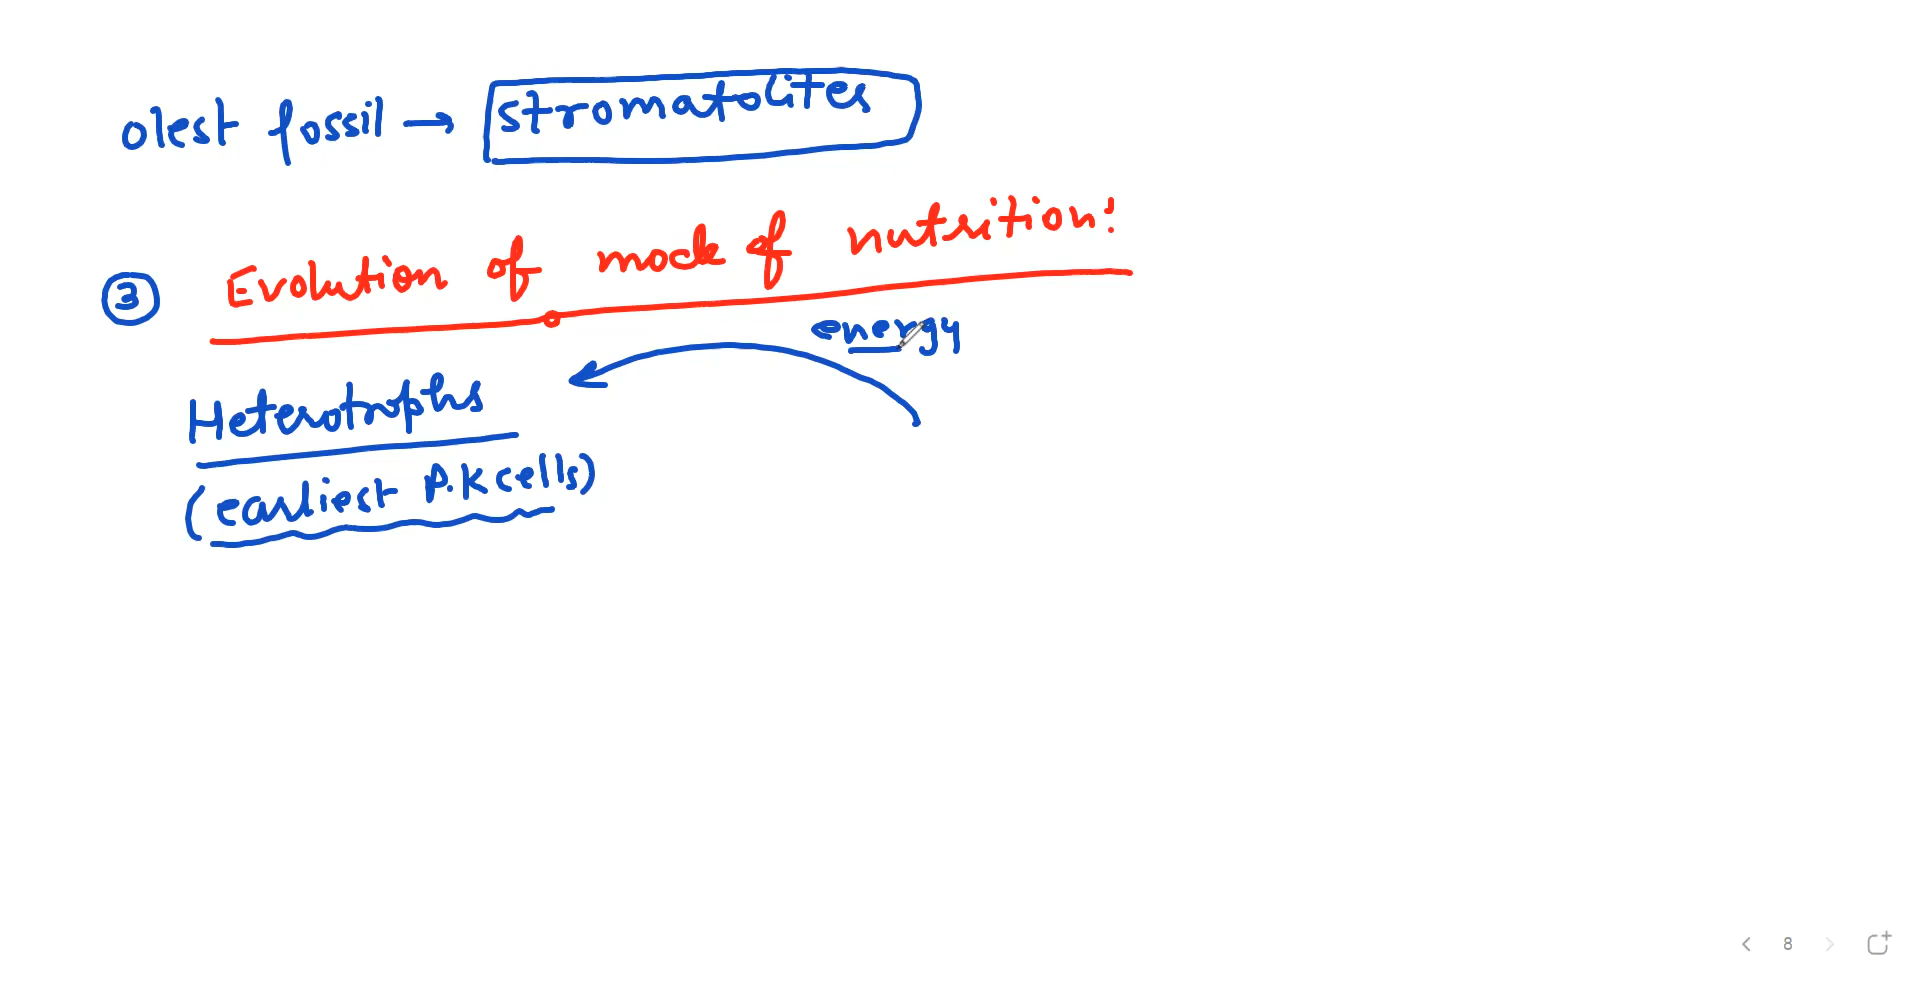 olest fossil → stromatolites
③ Evolution of mode of nutrition:
energy
Heterotrophs
(earliest P.K cells)
8